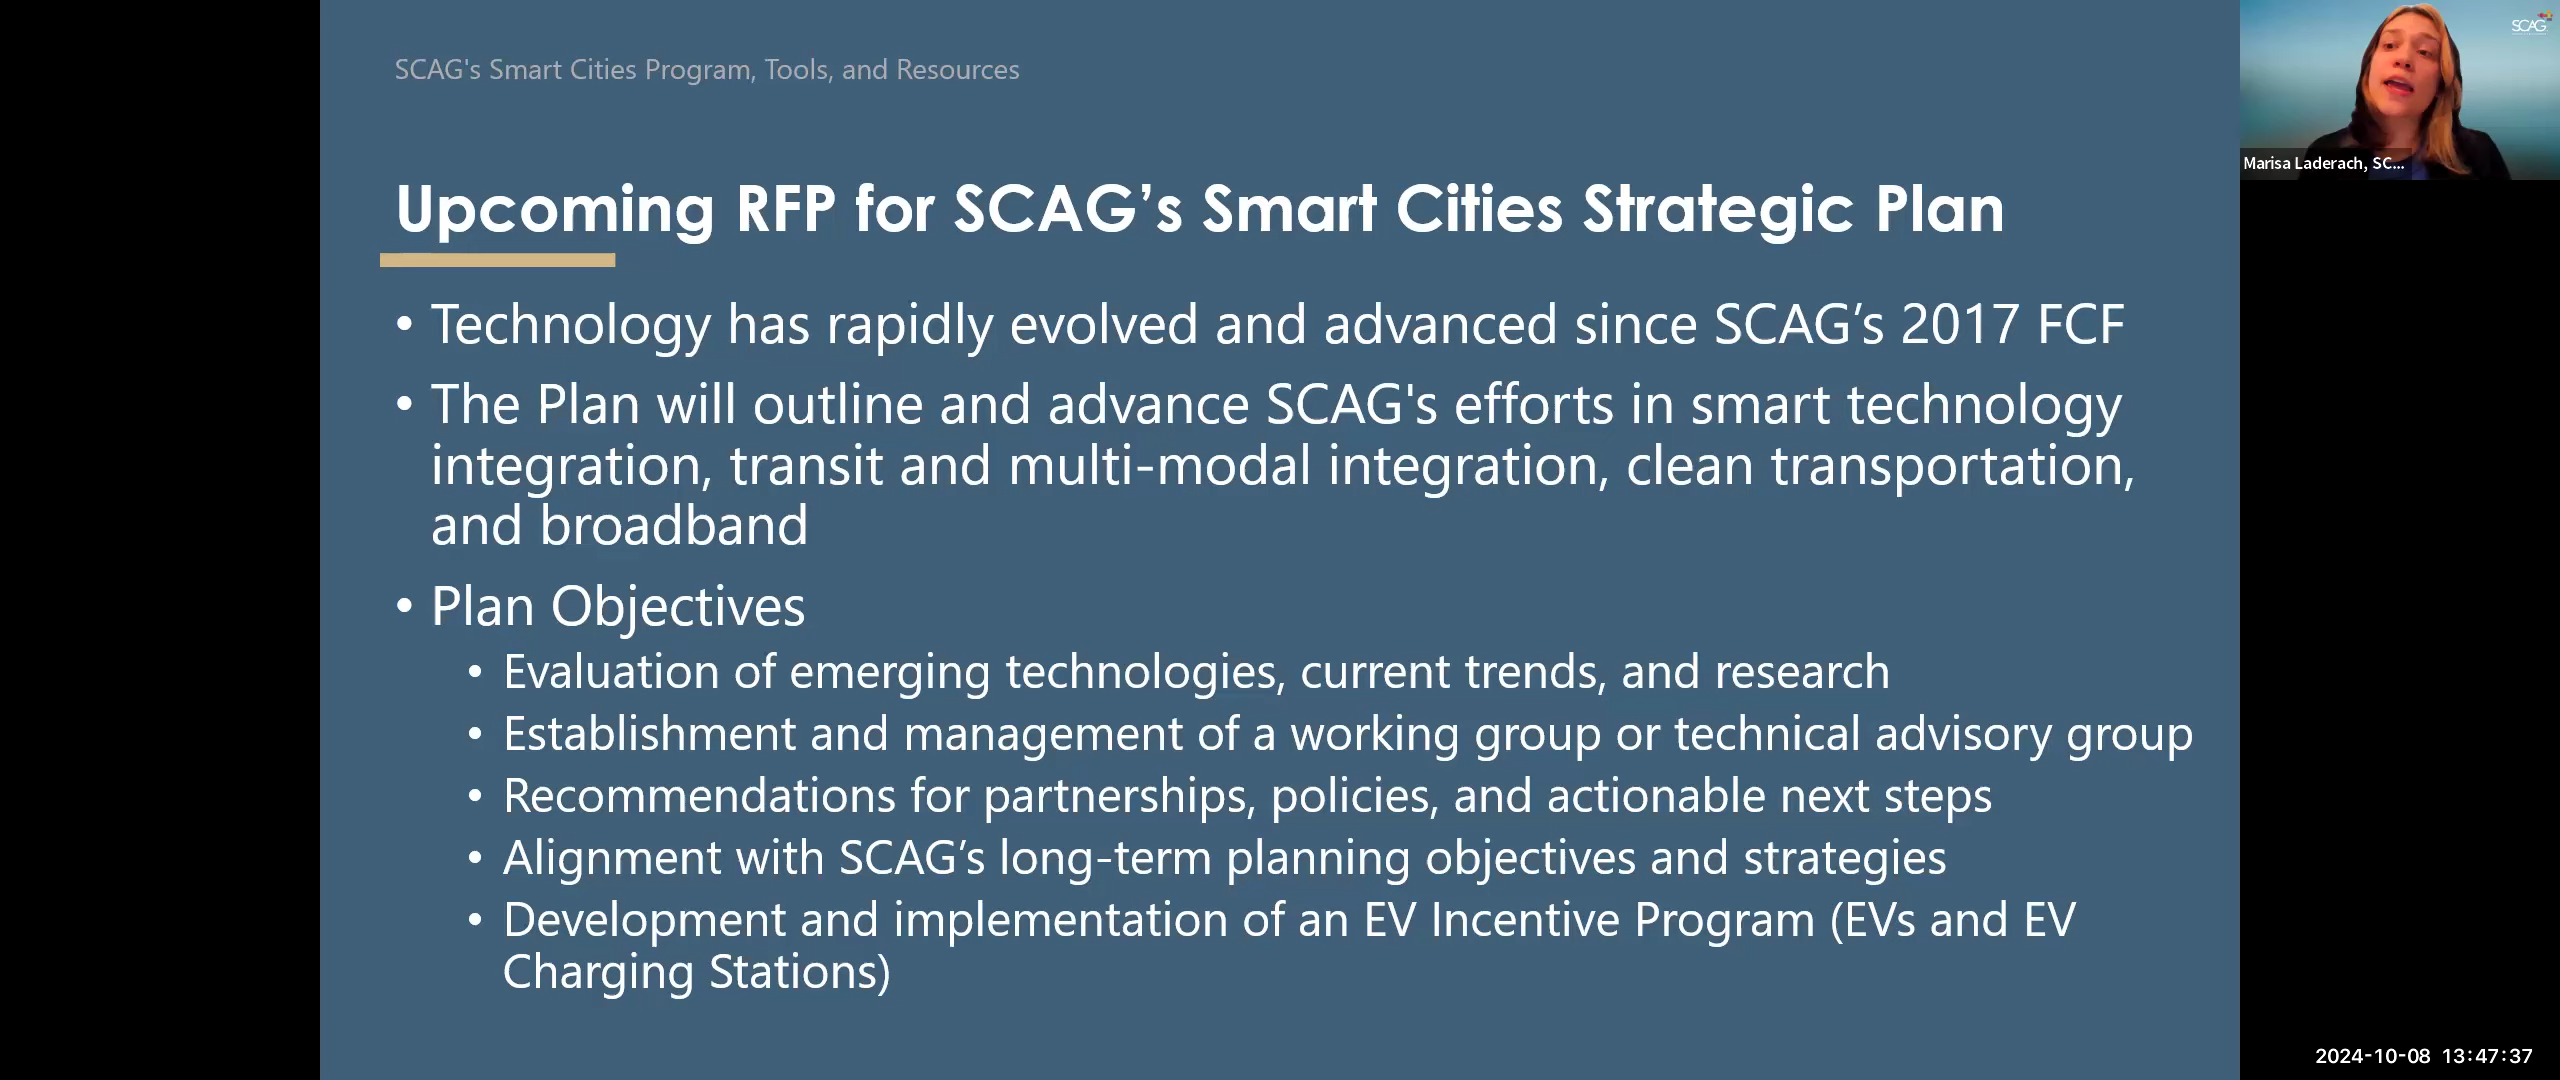 SCAG's Smart Cities Program, Tools, and Resources
SCAG
Marisa Laderach, SC...
Upcoming RFP for SCAG’s Smart Cities Strategic Plan
• Technology has rapidly evolved and advanced since SCAG’s 2017 FCF
• The Plan will outline and advance SCAG's efforts in smart technology
integration, transit and multi-modal integration, clean transportation,
and broadband
• Plan Objectives
• Evaluation of emerging technologies, current trends, and research
• Establishment and management of a working group or technical advisory group
• Recommendations for partnerships, policies, and actionable next steps
• Alignment with SCAG’s long-term planning objectives and strategies
• Development and implementation of an EV Incentive Program (EVs and EV
Charging Stations)
2024-10-08 13:47:37